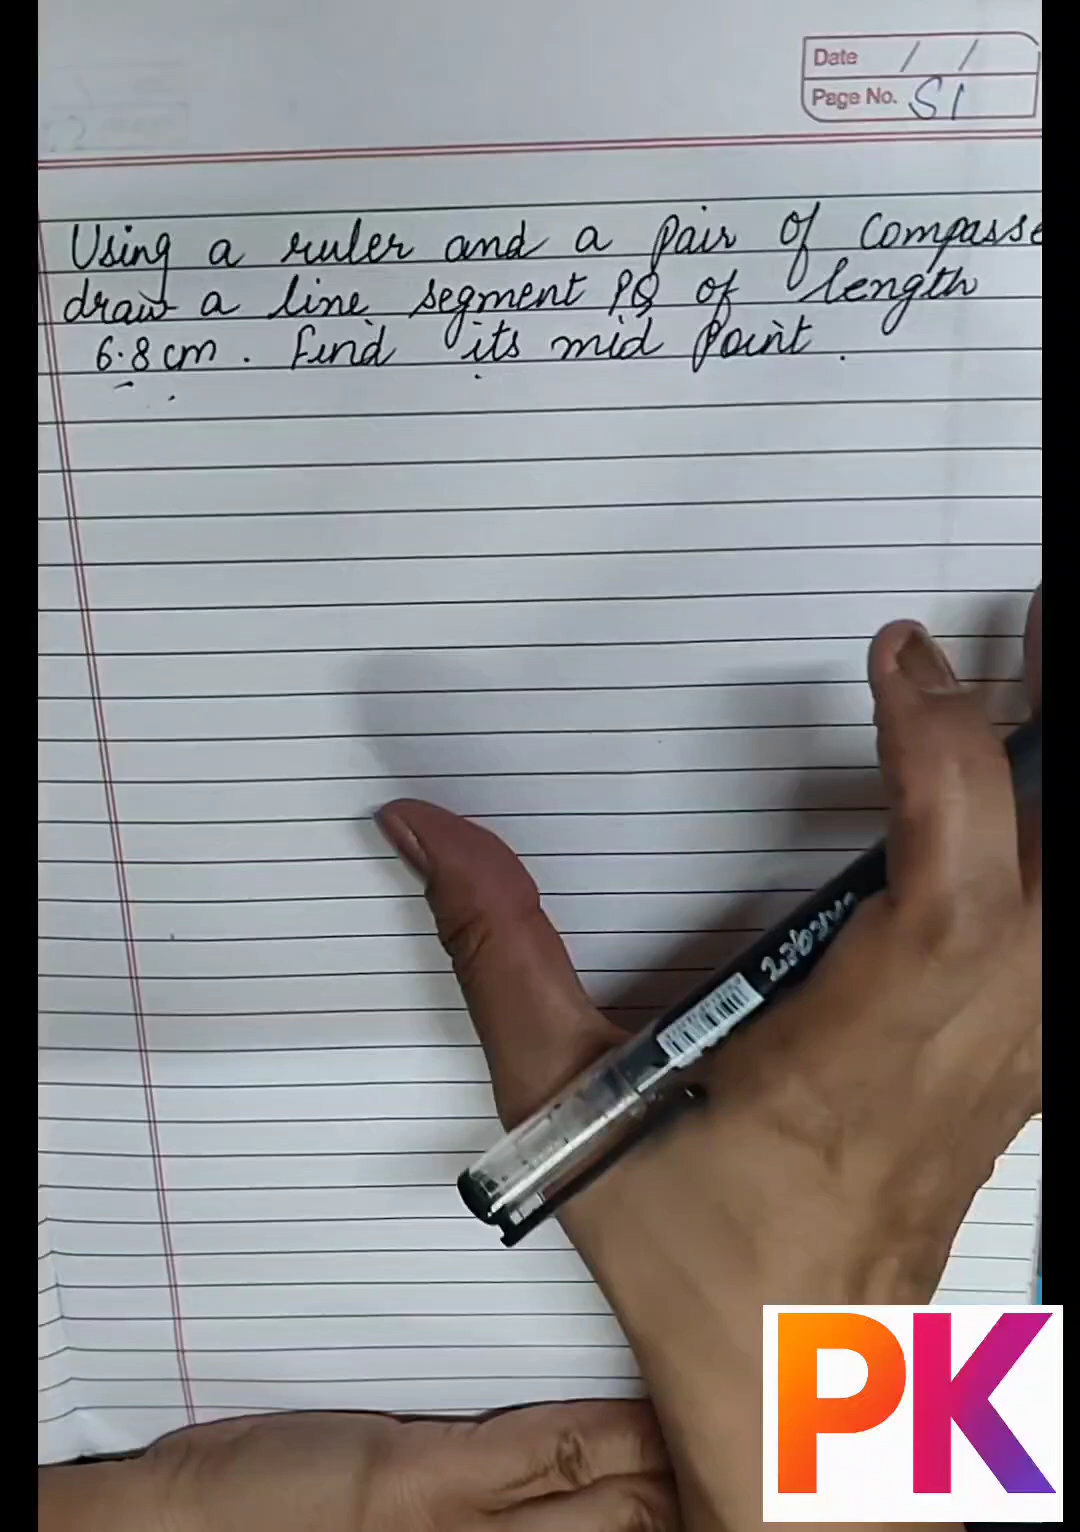 Date / /
Page No. S1
Using a ruler and a pair of compasse
draw a line segment PQ of length
6.8 cm. Find its mid point.
PK